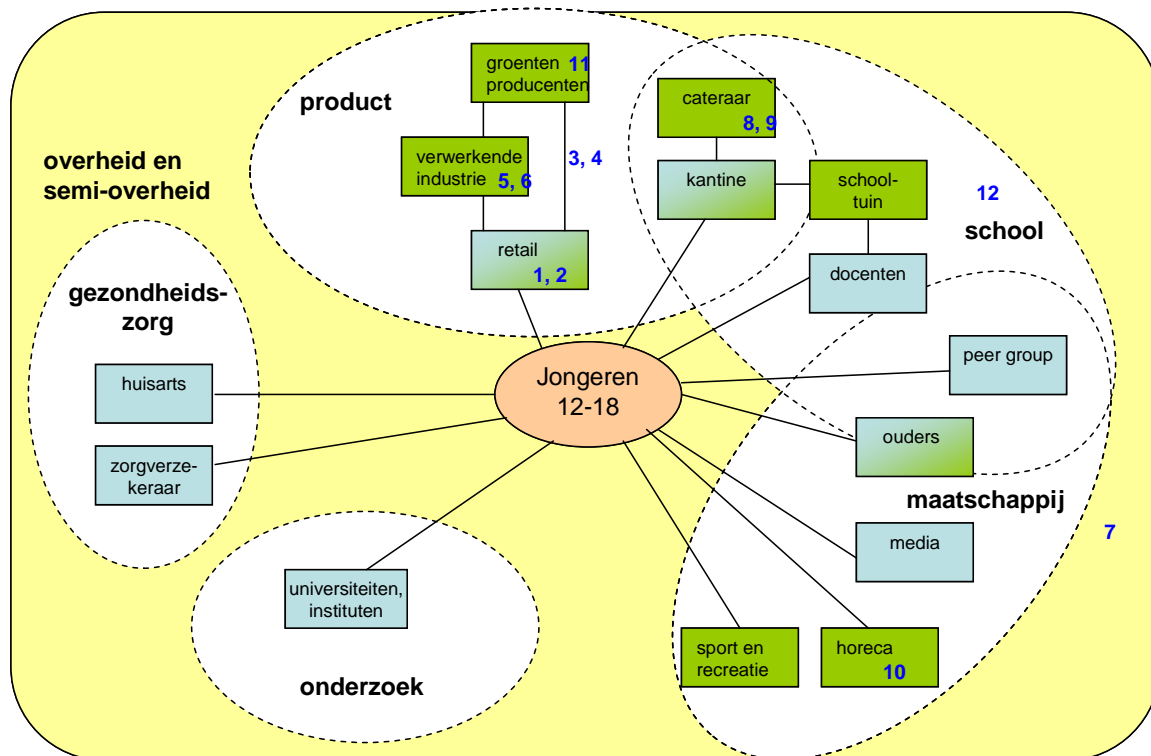 groenten 11
producenten
product
cateraar
8, 9
overheid en
semi-overheid
verwerkende
industrie 5, 6
3, 4
kantine
school-
tuin
12
school
retail
1, 2
docenten
gezondheids-
zorg
peer group
Jongeren
12-18
huisarts
ouders
zorgverze-
keraar
maatschappij
7
media
universiteiten,
instituten
sport en
recreatie
horeca
10
onderzoek